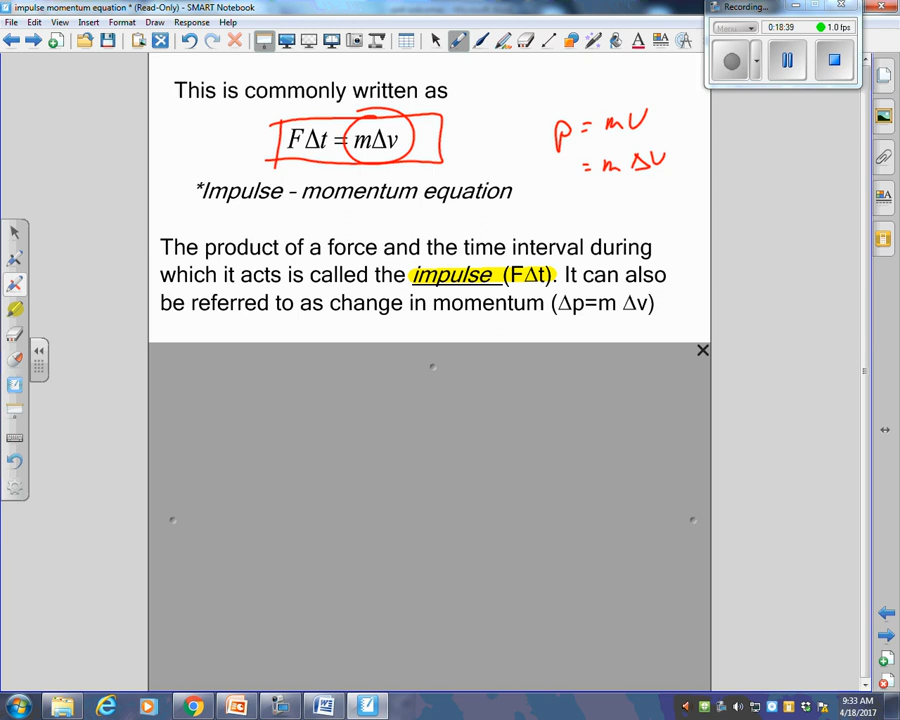 impulse momentum equation * (Read-Only) - SMART Notebook
Recording...
File Edit View Insert Format Draw Response Help
Menu
0:18:39
1.0 fps
This is commonly written as
FΔt = mΔv
p = mv
= m Δv
*Impulse – momentum equation
The product of a force and the time interval during
which it acts is called the impulse (FΔt). It can also
be referred to as change in momentum (Δp=m Δv)
9:33 AM
4/18/2017